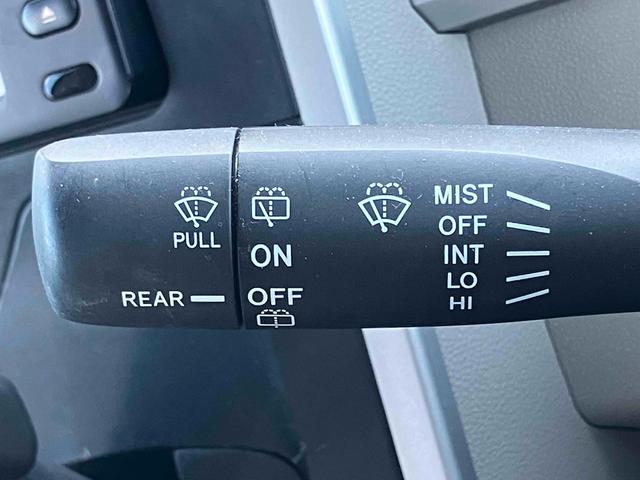 PULL
REAR
ON
OFF
MIST
OFF
INT
LO
HI